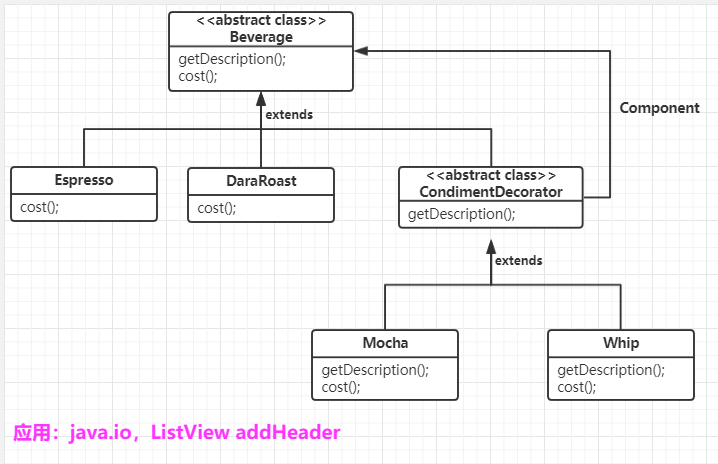 <<abstract class>>
Beverage
getDescription();
cost();
extends
Component
Espresso
cost();
DaraRoast
cost();
<<abstract class>>
CondimentDecorator
getDescription();
extends
Mocha
getDescription();
cost();
Whip
getDescription();
cost();
应用：java.io，ListView addHeader